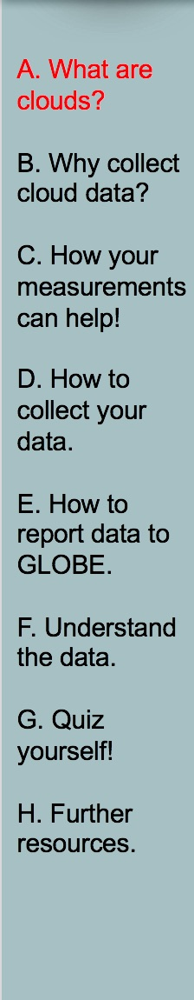 A. What are
clouds?
B. Why collect
cloud data?
C. How your
measurements
can help!
D. How to
collect your
data.
E. How to
report data to
GLOBE.
F. Understand
the data.
G. Quiz
yourself!
H. Further
resources.